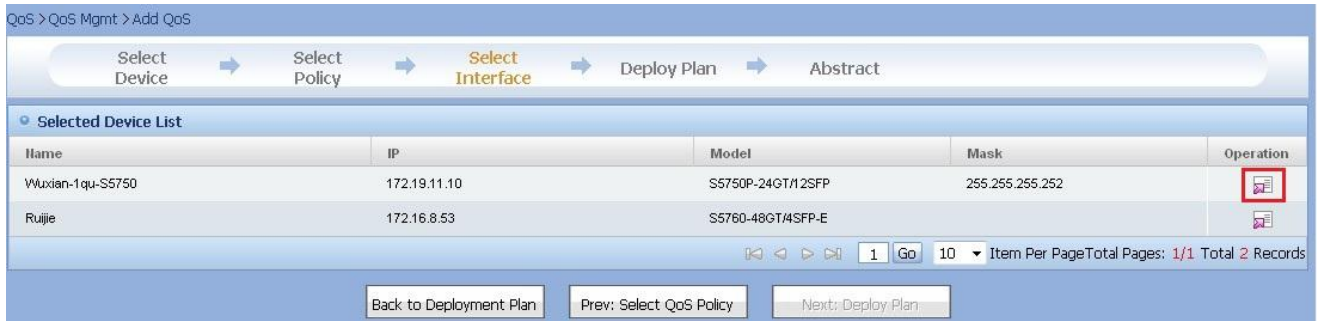 QoS > QoS Mgmt > Add QoS
Select Device
Select Policy
Select Interface
Deploy Plan
Abstract
Selected Device List
Name IP Model Mask Operation
Wuxian-1qu-S5750 172.19.11.10 S5750P-24GT/12SFP 255.255.255.252
Ruijie 172.16.8.53 S5760-48GT/4SFP-E
1 Go 10 Item Per PageTotal Pages: 1/1 Total 2 Records
Back to Deployment Plan Prev: Select QoS Policy Next: Deploy Plan